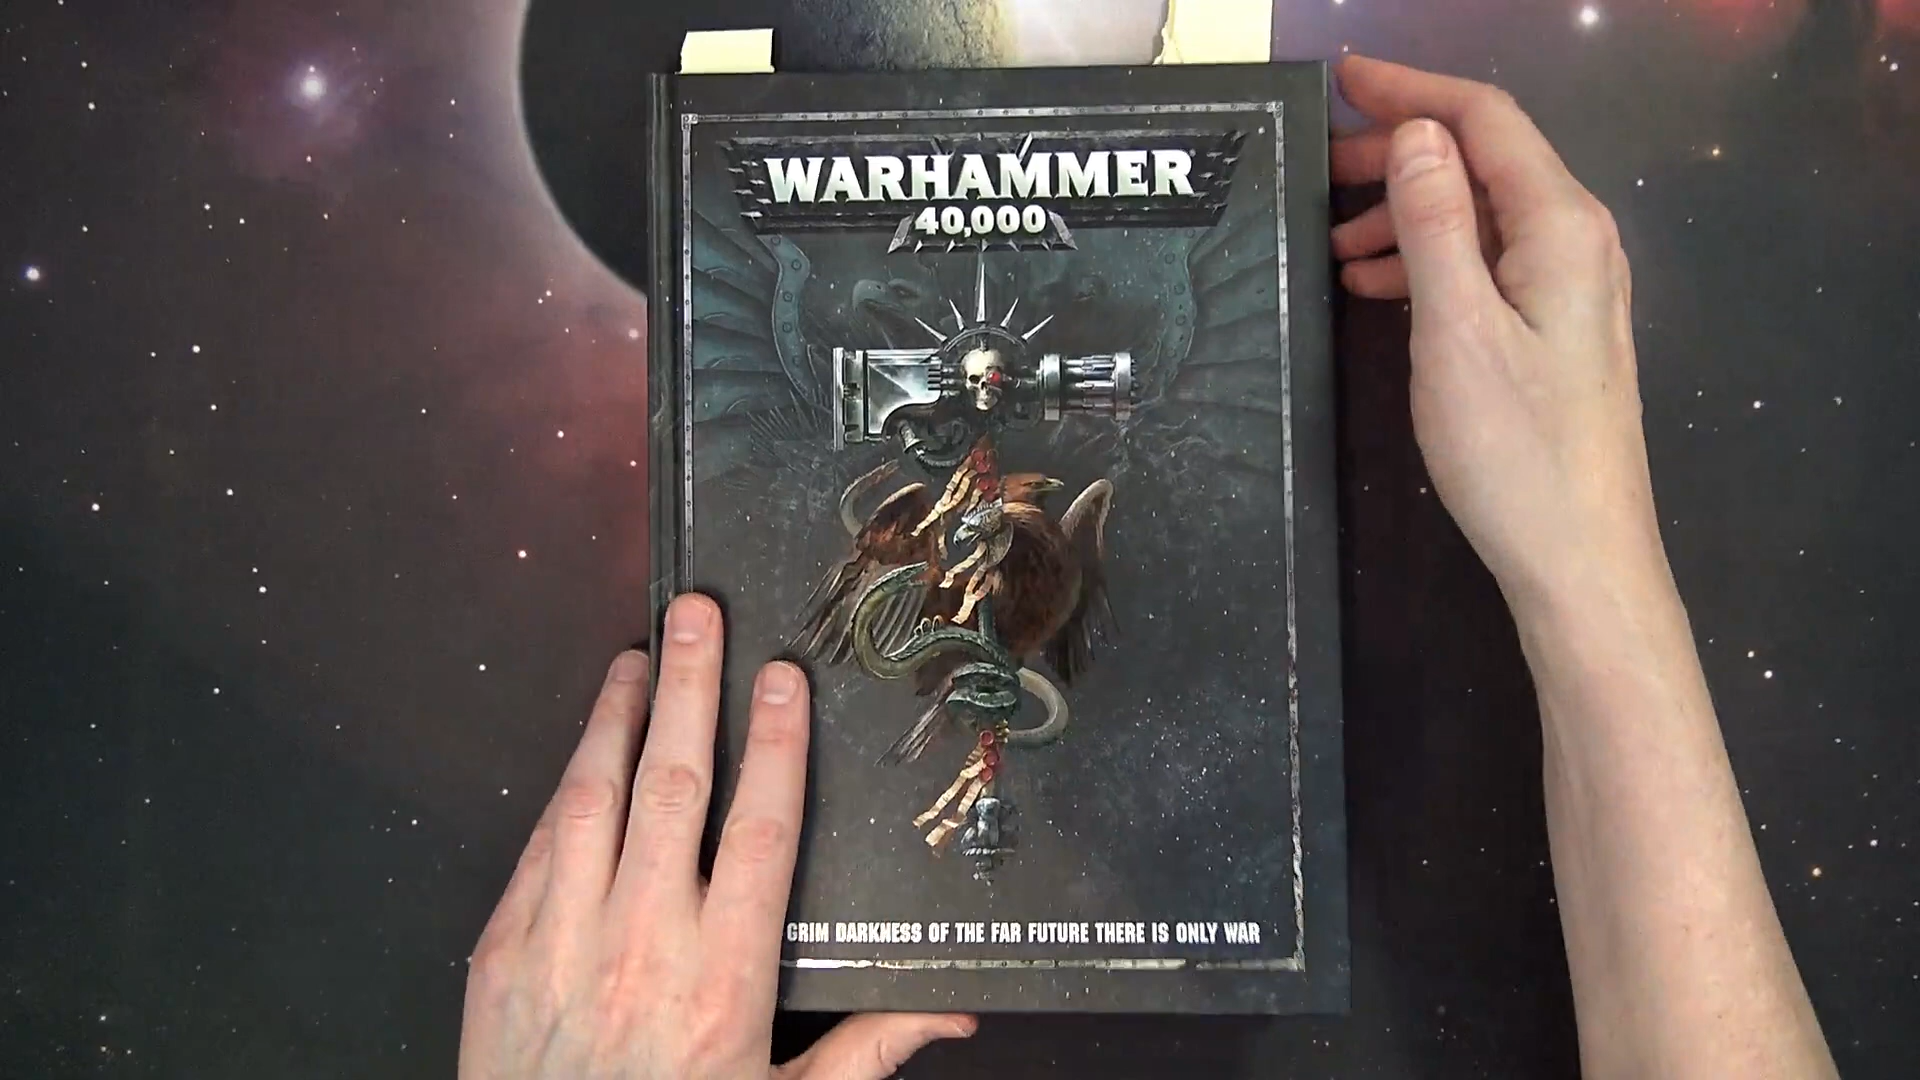 WARHAMMER
40,000
GRIM DARKNESS OF THE FAR FUTURE THERE IS ONLY WAR